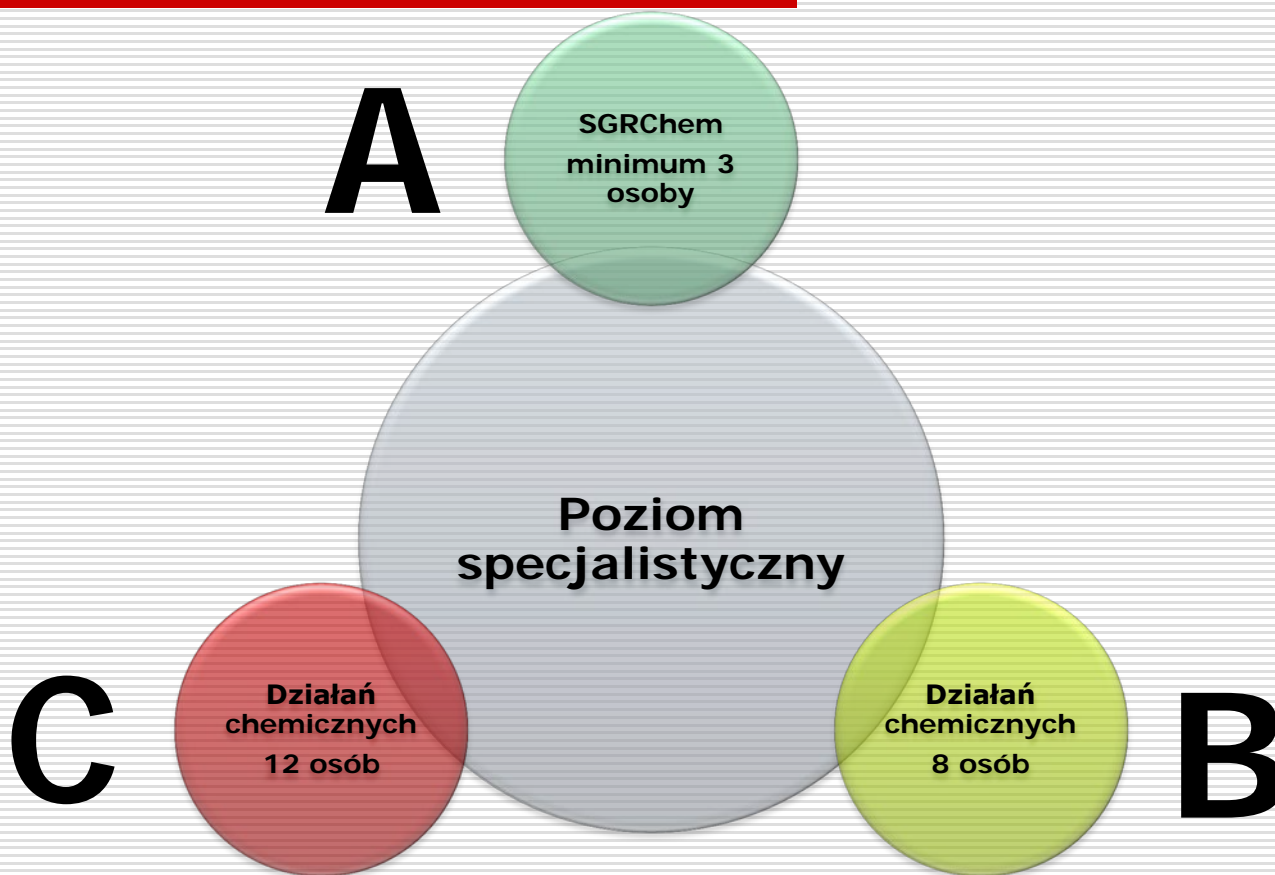 A
SGRChem
minimum 3
osoby
Poziom
specjalistyczny
C
Działań
chemicznych
12 osób
Działań
chemicznych
8 osób
B